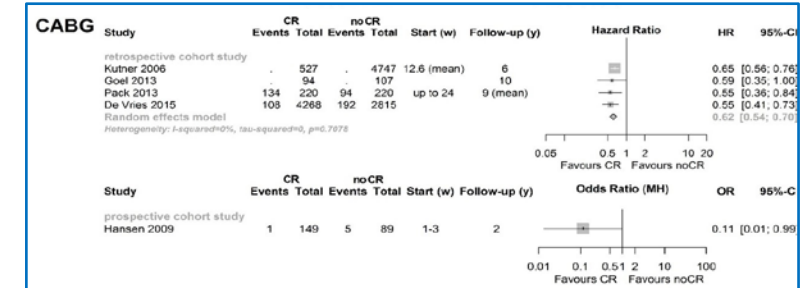 CABG
CR noCR
Study Events Total Events Total Start (w) Follow-up (y) Hazard Ratio HR 95%-CI
retrospective cohort study
Kutner 2006 . 527 . 4747 12.6 (mean) 6 0.65 [0.56; 0.76]
Goel 2013 . 94 . 107 10 0.59 [0.35; 1.00]
Pack 2013 134 220 94 220 up to 24 9 (mean) 0.55 [0.36; 0.84]
De Vries 2015 108 4268 192 2815 0.55 [0.41; 0.73]
Random effects model 0.62 [0.54; 0.70]
Heterogeneity: I-squared=0%, tau-squared=0, p=0.7078
0.05 0.5 1 2 10 20
Favours CR Favours noCR
CR noCR
Study Events Total Events Total Start (w) Follow-up (y) Odds Ratio (MH) OR 95%-C
prospective cohort study
Hansen 2009 1 149 5 89 1-3 2 0.11 [0.01; 0.99]
0.01 0.1 0.5 1 2 10 100
Favours CR Favours noCR